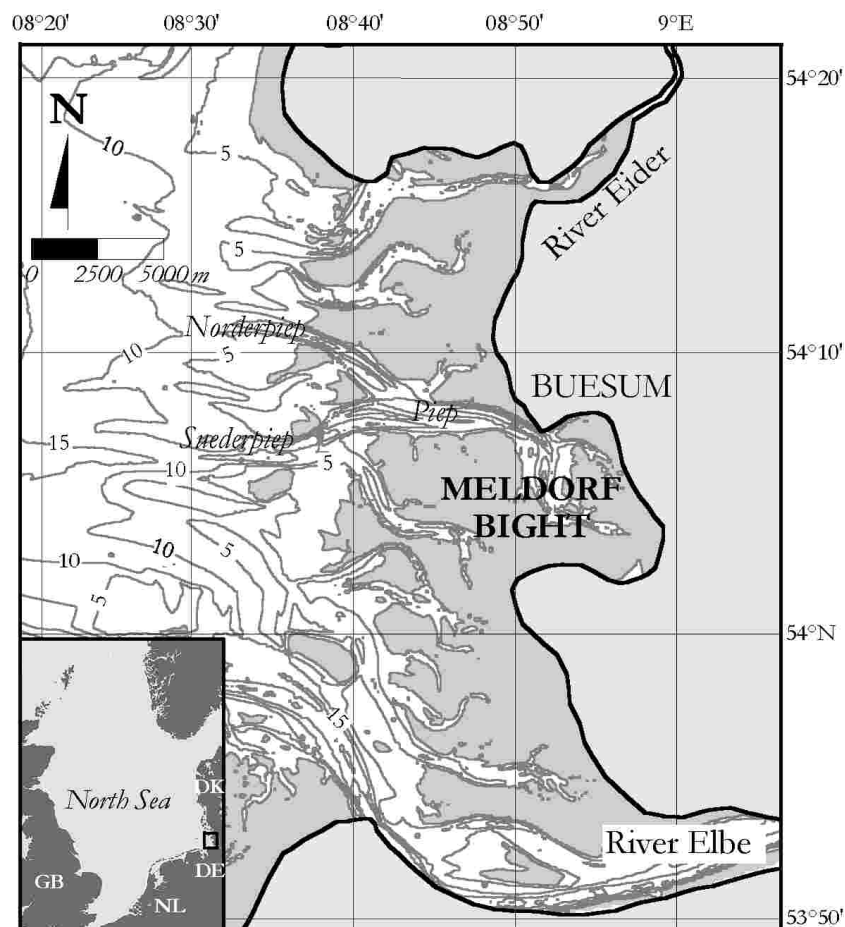 08°20' 08°30' 08°40' 08°50' 9°E
54°20'
N
10
5
River Eider
5
0 2500 5000 m
Norderpiep
10
5
54°10'
BUESUM
Piep
15
Suederpiep
10
5
MELDORF
BIGHT
10
5
10
5
54°N
15
North Sea
DK
River Elbe
DE
GB
NL
53°50'